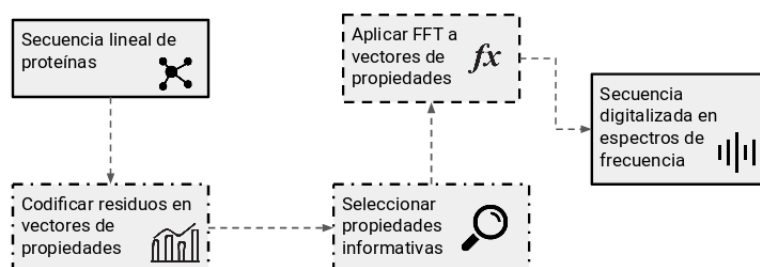 Secuencia lineal de
proteínas
Codificar residuos en
vectores de
propiedades
Seleccionar
propiedades
informativas
Aplicar FFT a
vectores de
propiedades
fx
Secuencia
digitalizada en
espectros de
frecuencia